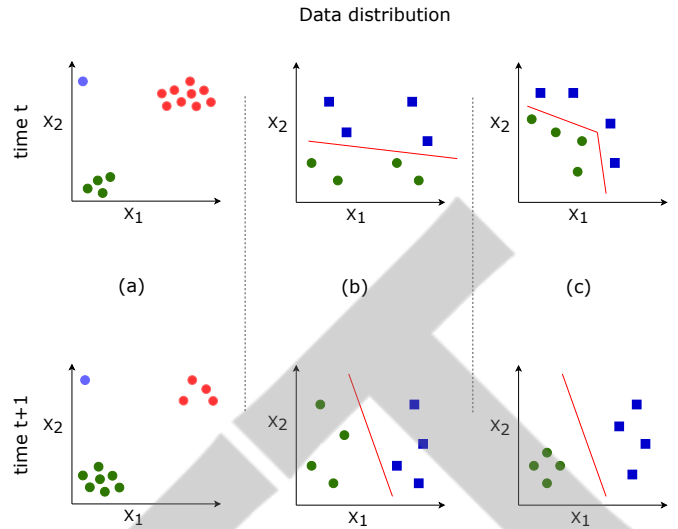 Data distribution
time t
X2
X1
X2
X1
X2
X1
(a)
(b)
(c)
time t+1
X2
X1
X2
X1
X2
X1